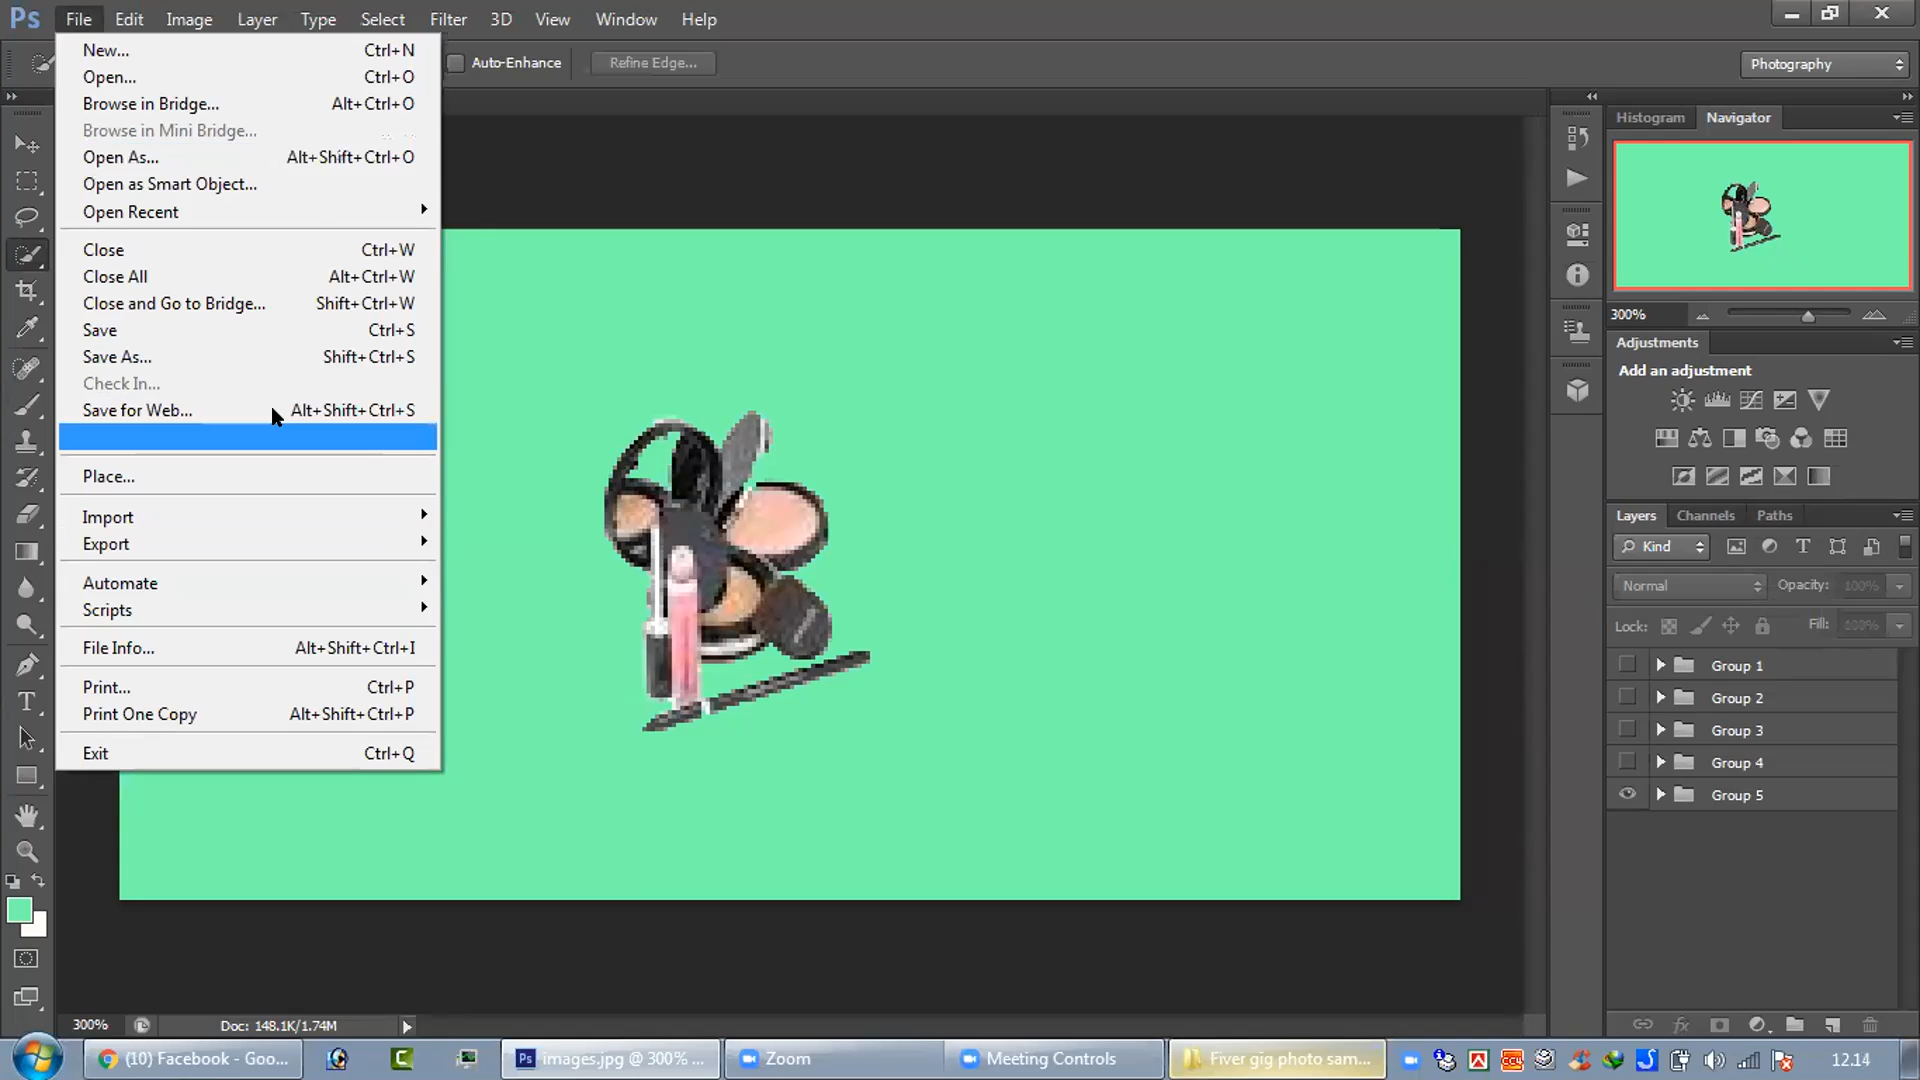 Ps File Edit Image Layer Type Select Filter 3D View Window Help
Auto-Enhance Refine Edge... Photography
New... Ctrl+N
Open... Ctrl+O
Browse in Bridge... Alt+Ctrl+O
Browse in Mini Bridge...
Open As... Alt+Shift+Ctrl+O
Open as Smart Object...
Open Recent
Close Ctrl+W
Close All Alt+Ctrl+W
Close and Go to Bridge... Shift+Ctrl+W
Save Ctrl+S
Save As... Shift+Ctrl+S
Check In...
Save for Web... Alt+Shift+Ctrl+S
Place...
Import
Export
Automate
Scripts
File Info... Alt+Shift+Ctrl+I
Print... Ctrl+P
Print One Copy Alt+Shift+Ctrl+P
Exit Ctrl+Q
Histogram Navigator
300%
Adjustments
Add an adjustment
Layers Channels Paths
Kind
Normal Opacity: 100%
Lock: Fill: 100%
Group 1
Group 2
Group 3
Group 4
Group 5
300% Doc: 148.1K/1.74M
(10) Facebook - Goo... Ps images.jpg @ 300% ... Zoom Meeting Controls Fiver gig photo sam... 12.14